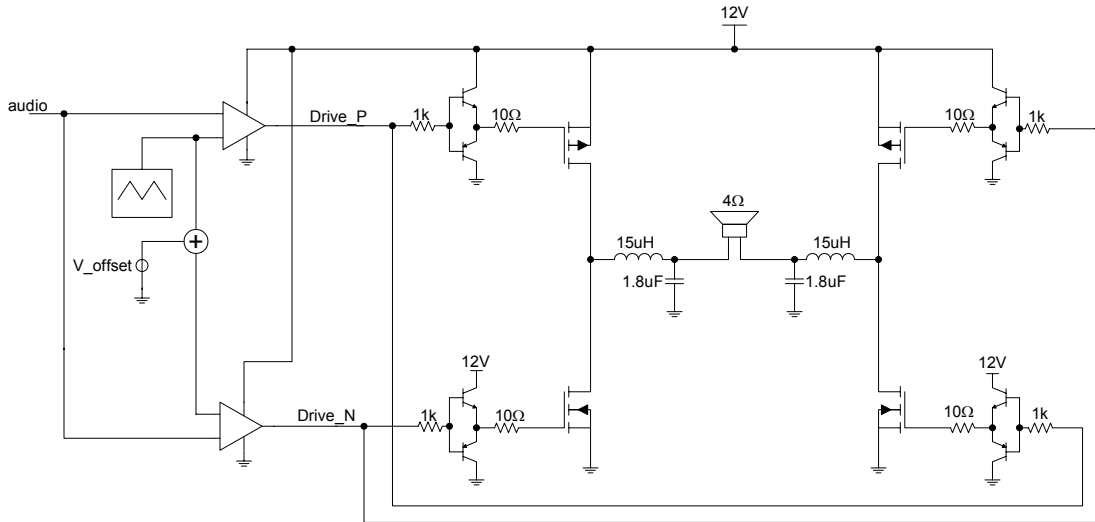 12V
audio
Drive_P
1k
10Ω
10Ω
1k
4Ω
15uH
15uH
V_offset
1.8uF
1.8uF
12V
12V
Drive_N
1k
10Ω
10Ω
1k